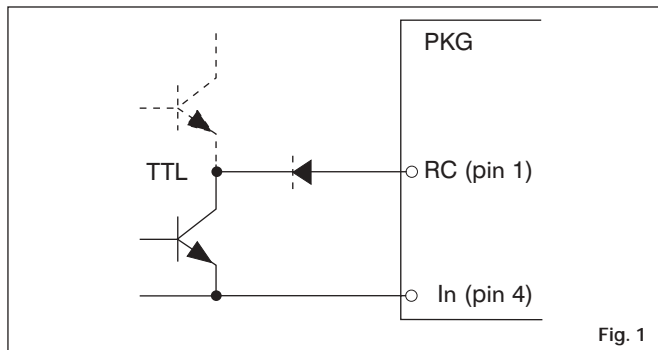 PKG
TTL
RC (pin 1)
In (pin 4)
Fig. 1